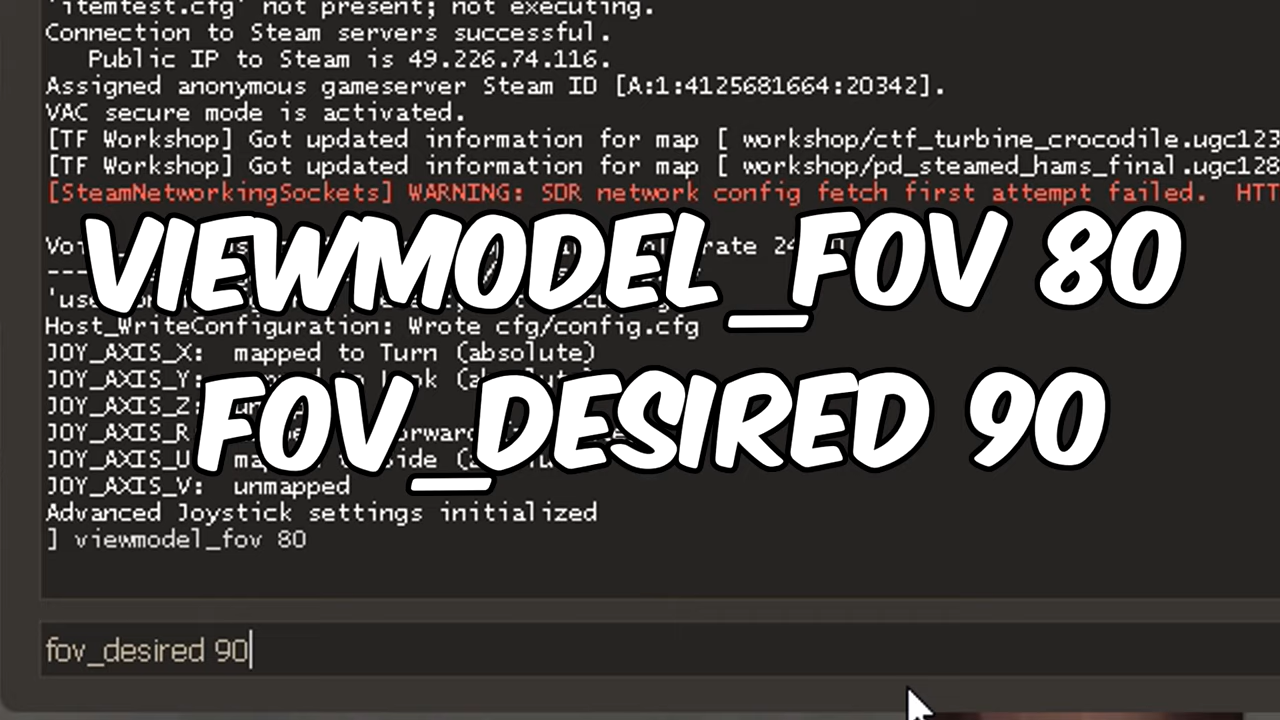 'itemtest.cfg' not present; not executing.
Connection to Steam servers successful.
Public IP to Steam is 49.226.74.116.
Assigned anonymous gameserver Steam ID [A:1:4125681664:20342].
VAC secure mode is activated.
[TF Workshop] Got updated information for map [ workshop/ctf_turbine_crocodile.ugc123
[TF Workshop] Got updated information for map [ workshop/pd_steamed_hams_final.ugc128
[SteamNetworkingSockets] WARNING: SDR network config fetch first attempt failed. HTT
VIEWMODEL_FOV 80
Host_WriteConfiguration: Wrote cfg/config.cfg
JOY_AXIS_X: mapped to Turn (absolute)
JOY_AXIS_Y:
JOY_AXIS_Z:
FOV_DESIRED 90
JOY_AXIS_R
JOY_AXIS_U
JOY_AXIS_V: unmapped
Advanced Joystick settings initialized
] viewmodel_fov 80
fov_desired 90